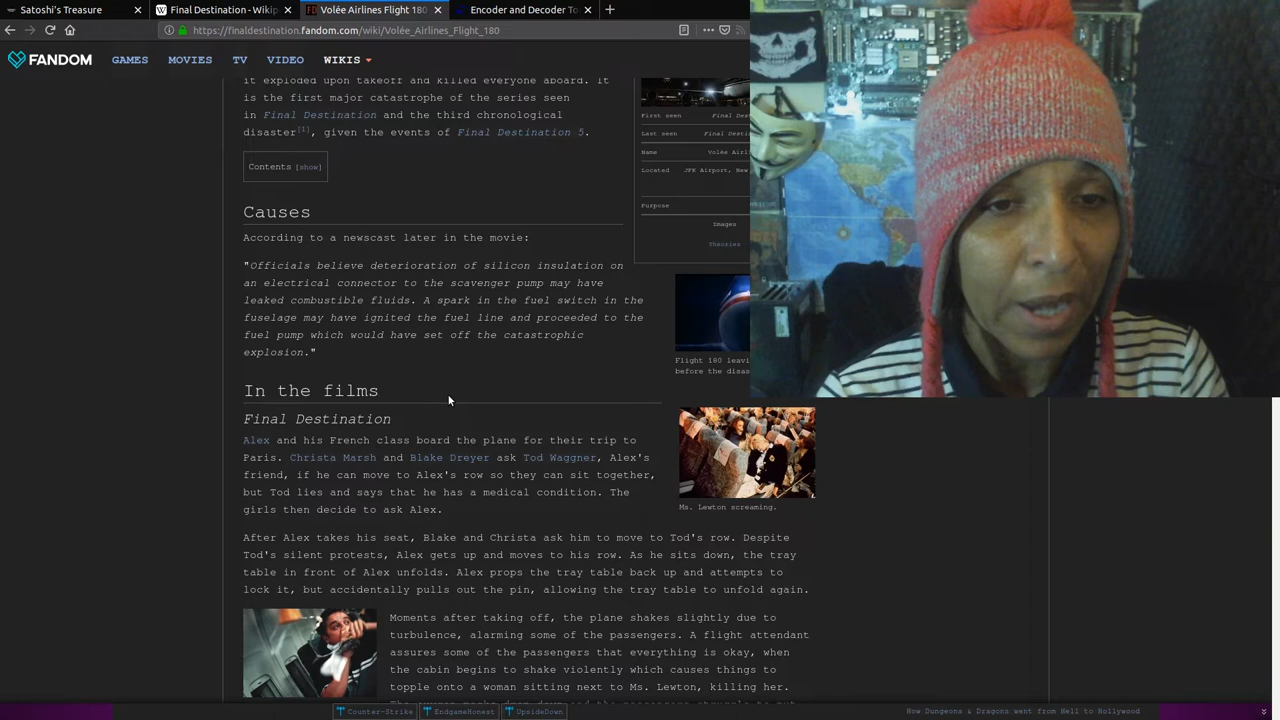 Satoshi's Treasure
Final Destination - Wikip
Volée Airlines Flight 180
Encoder and Decoder To
https://finaldestination.fandom.com/wiki/Volée_Airlines_Flight_180
FANDOM GAMES MOVIES TV VIDEO WIKIS
it exploded upon takeoff and killed everyone aboard. It
is the first major catastrophe of the series seen
in Final Destination and the third chronological
disaster[1], given the events of Final Destination 5.
Contents [show]
First seen Final Dest
Last seen Final Desti
Name Volée Airl
Located JFK Airport, New
Purpose
Images
Theories
Causes
According to a newscast later in the movie:
"Officials believe deterioration of silicon insulation on
an electrical connector to the scavenger pump may have
leaked combustible fluids. A spark in the fuel switch in the
fuselage may have ignited the fuel line and proceeded to the
fuel pump which would have set off the catastrophic
explosion."
Flight 180 leavi
before the disas
In the films
Final Destination
Alex and his French class board the plane for their trip to
Paris. Christa Marsh and Blake Dreyer ask Tod Waggner, Alex's
friend, if he can move to Alex's row so they can sit together,
but Tod lies and says that he has a medical condition. The
girls then decide to ask Alex.
Ms. Lewton screaming.
After Alex takes his seat, Blake and Christa ask him to move to Tod's row. Despite
Tod's silent protests, Alex gets up and moves to his row. As he sits down, the tray
table in front of Alex unfolds. Alex props the tray table back up and attempts to
lock it, but accidentally pulls out the pin, allowing the tray table to unfold again.
Moments after taking off, the plane shakes slightly due to
turbulence, alarming some of the passengers. A flight attendant
assures some of the passengers that everything is okay, when
the cabin begins to shake violently which causes things to
topple onto a woman sitting next to Ms. Lewton, killing her.
Counter-Strike
EndgameHonest
UpsideDown
How Dungeons & Dragons went from Hell to Hollywood